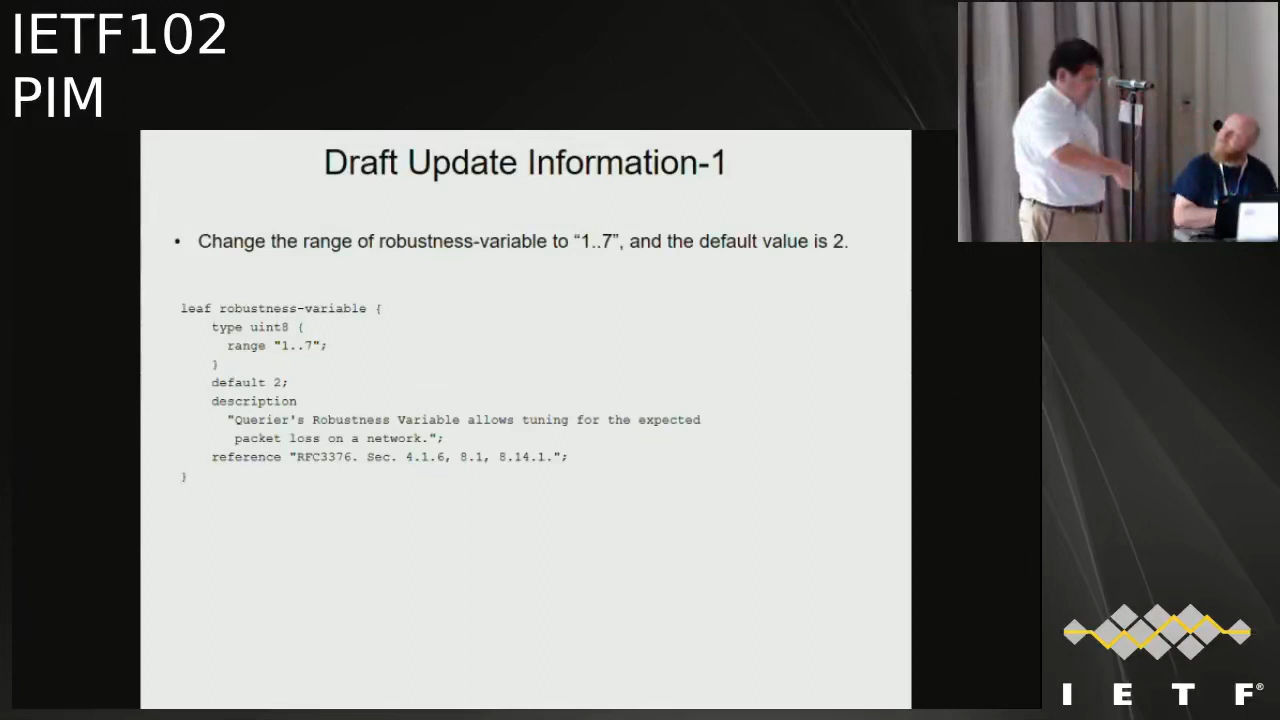 IETF102
PIM
Draft Update Information-1
• Change the range of robustness-variable to “1..7”, and the default value is 2.
leaf robustness-variable {
type uint8 {
range "1..7";
}
default 2;
description
"Querier's Robustness Variable allows tuning for the expected
packet loss on a network.";
reference "RFC3376. Sec. 4.1.6, 8.1, 8.14.1.";
}
I E T F®